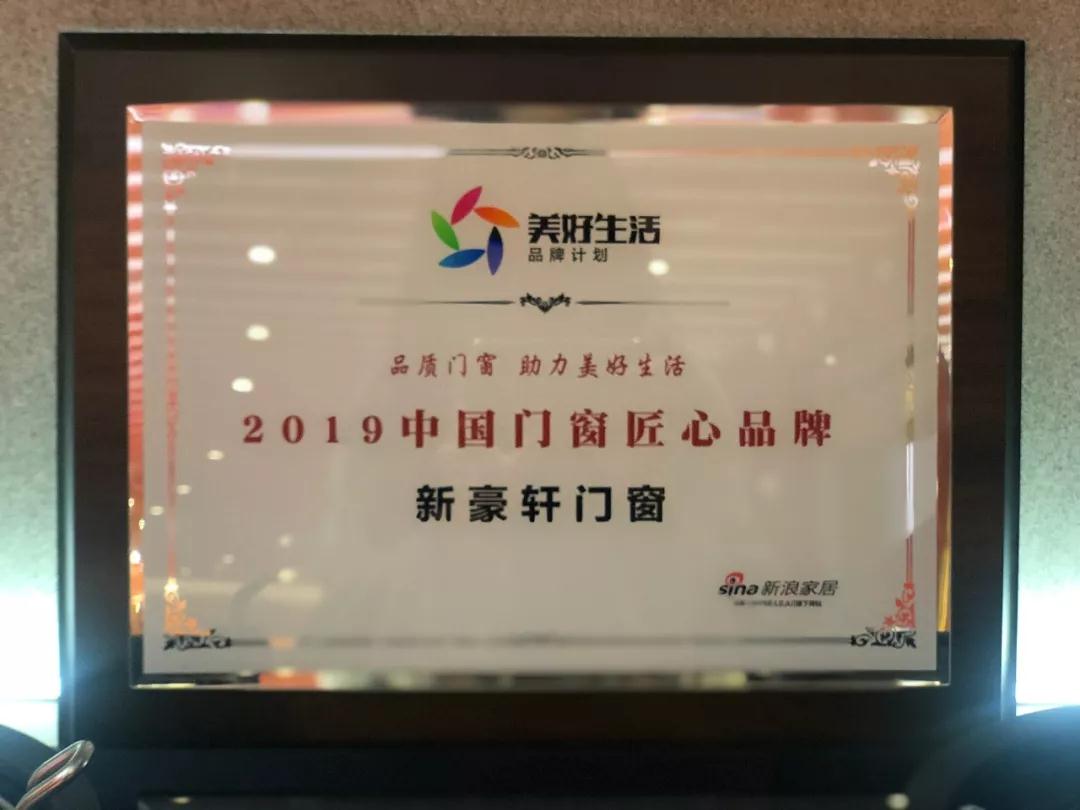 美好生活
品牌计划
品质门窗 助力美好生活
2019中国门窗匠心品牌
新豪轩门窗
sina新浪家居